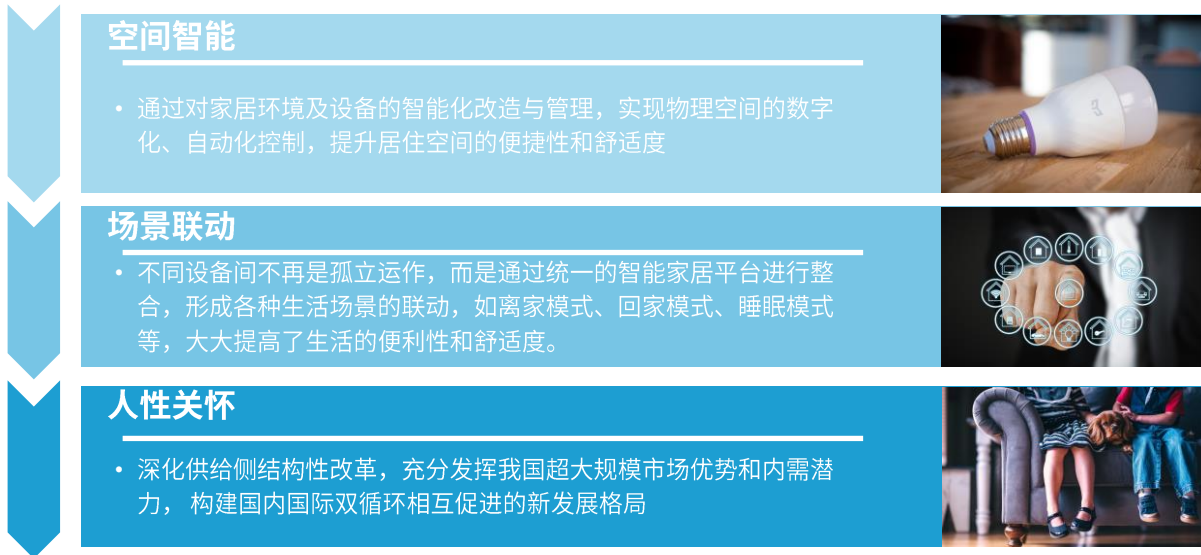 空间智能
• 通过对家居环境及设备的智能化改造与管理，实现物理空间的数字
化、自动化控制，提升居住空间的便捷性和舒适度
场景联动
• 不同设备间不再是孤立运作，而是通过统一的智能家居平台进行整
合，形成各种生活场景的联动，如离家模式、回家模式、睡眠模式
等，大大提高了生活的便利性和舒适度。
人性关怀
• 深化供给侧结构性改革，充分发挥我国超大规模市场优势和内需潜
力， 构建国内国际双循环相互促进的新发展格局